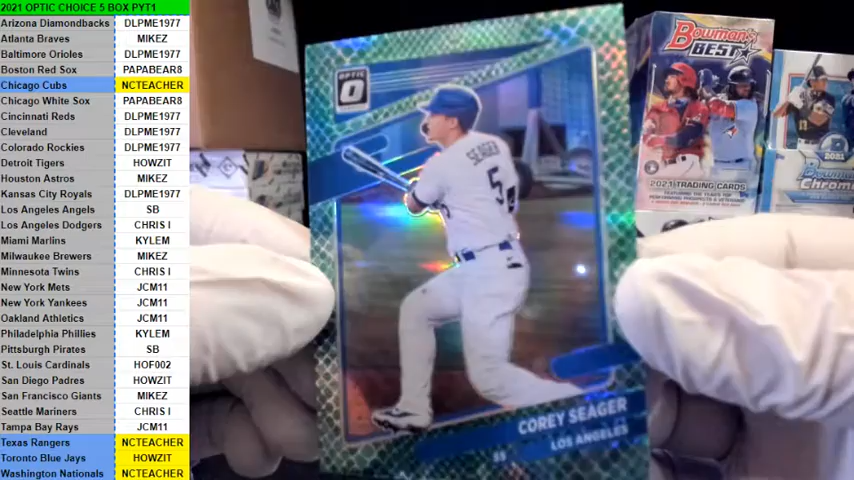 2021 OPTIC CHOICE 5 BOX PYT1
Arizona Diamondbacks DLPME1977
Atlanta Braves MIKEZ
Baltimore Orioles DLPME1977
Boston Red Sox PAPABEAR8
Chicago Cubs NCTEACHER
Chicago White Sox PAPABEAR8
Cincinnati Reds DLPME1977
Cleveland DLPME1977
Colorado Rockies DLPME1977
Detroit Tigers HOWZIT
Houston Astros MIKEZ
Kansas City Royals DLPME1977
Los Angeles Angels SB
Los Angeles Dodgers CHRIS I
Miami Marlins KYLEM
Milwaukee Brewers MIKEZ
Minnesota Twins CHRIS I
New York Mets JCM11
New York Yankees JCM11
Oakland Athletics JCM11
Philadelphia Phillies KYLEM
Pittsburgh Pirates SB
St. Louis Cardinals HOF002
San Diego Padres HOWZIT
San Francisco Giants MIKEZ
Seattle Mariners CHRIS I
Tampa Bay Rays JCM11
Texas Rangers NCTEACHER
Toronto Blue Jays HOWZIT
Washington Nationals NCTEACHER
OPTIC
O
SEAGER
5
COREY SEAGER
SS LOS ANGELES
Bowman's
BEST
2021 TRADING CARDS
2021
Bowman
Chrome